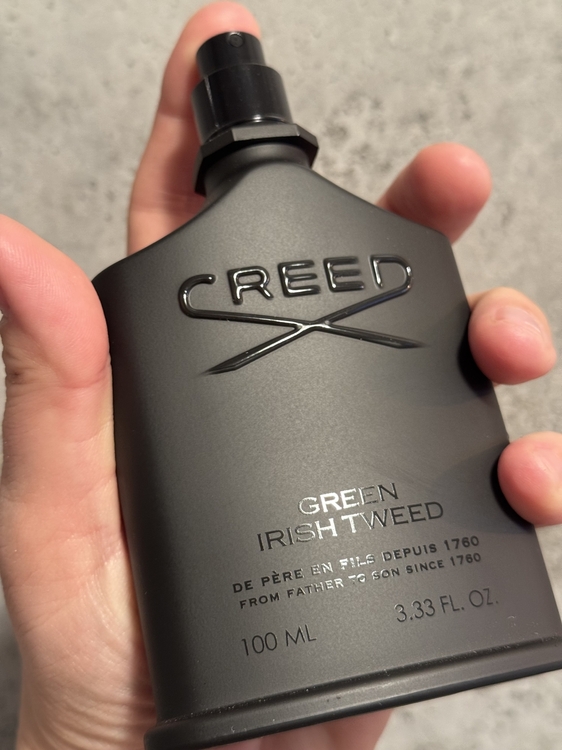 CREED
GREEN
IRISH TWEED
DE PÈRE EN FILS DEPUIS 1760
FROM FATHER TO SON SINCE 1760
100 ML 3.33 FL. OZ.